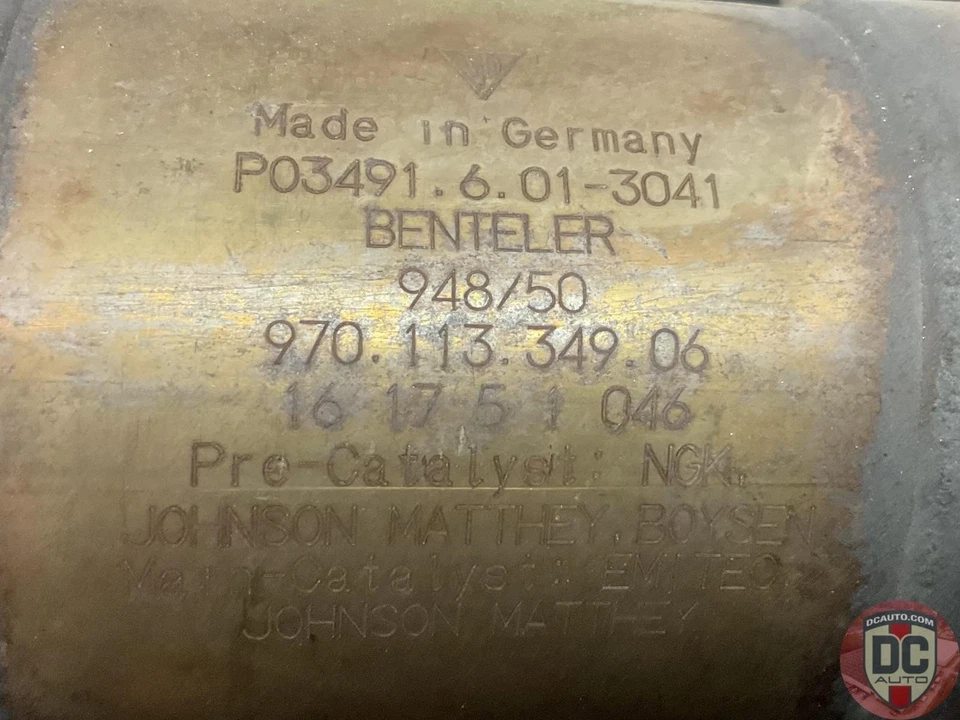 Made in Germany
P03491.6.01-3041
BENTELER
948/50
970.113.349.06
16 17 5 1 046
Pre-Catalyst: NGK,
JOHNSON MATTHEY, BOYSEN
Main-Catalyst: EMITEC,
JOHNSON MATTHEY
DCAUTO.COM
DC
AUTO